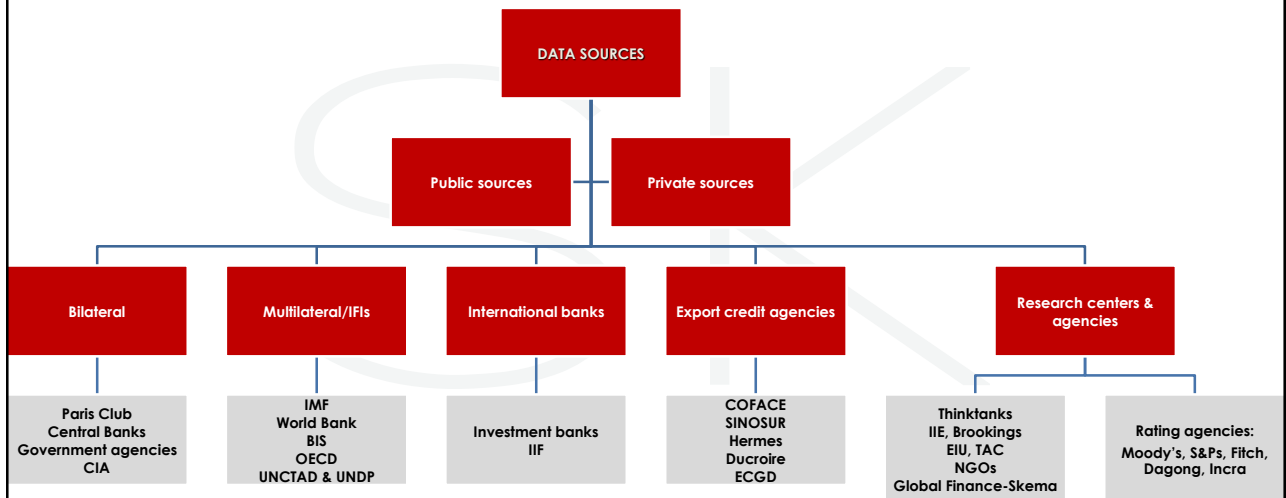 DATA SOURCES
Public sources
Private sources
Bilateral
Multilateral/IFIs
International banks
Export credit agencies
Research centers &
agencies
Paris Club
Central Banks
Government agencies
CIA
IMF
World Bank
BIS
OECD
UNCTAD & UNDP
Investment banks
IIF
COFACE
SINOSUR
Hermes
Ducroire
ECGD
Thinktanks
IIE, Brookings
EIU, TAC
NGOs
Global Finance-Skema
Rating agencies:
Moody's, S&Ps, Fitch,
Dagong, Incra
SK